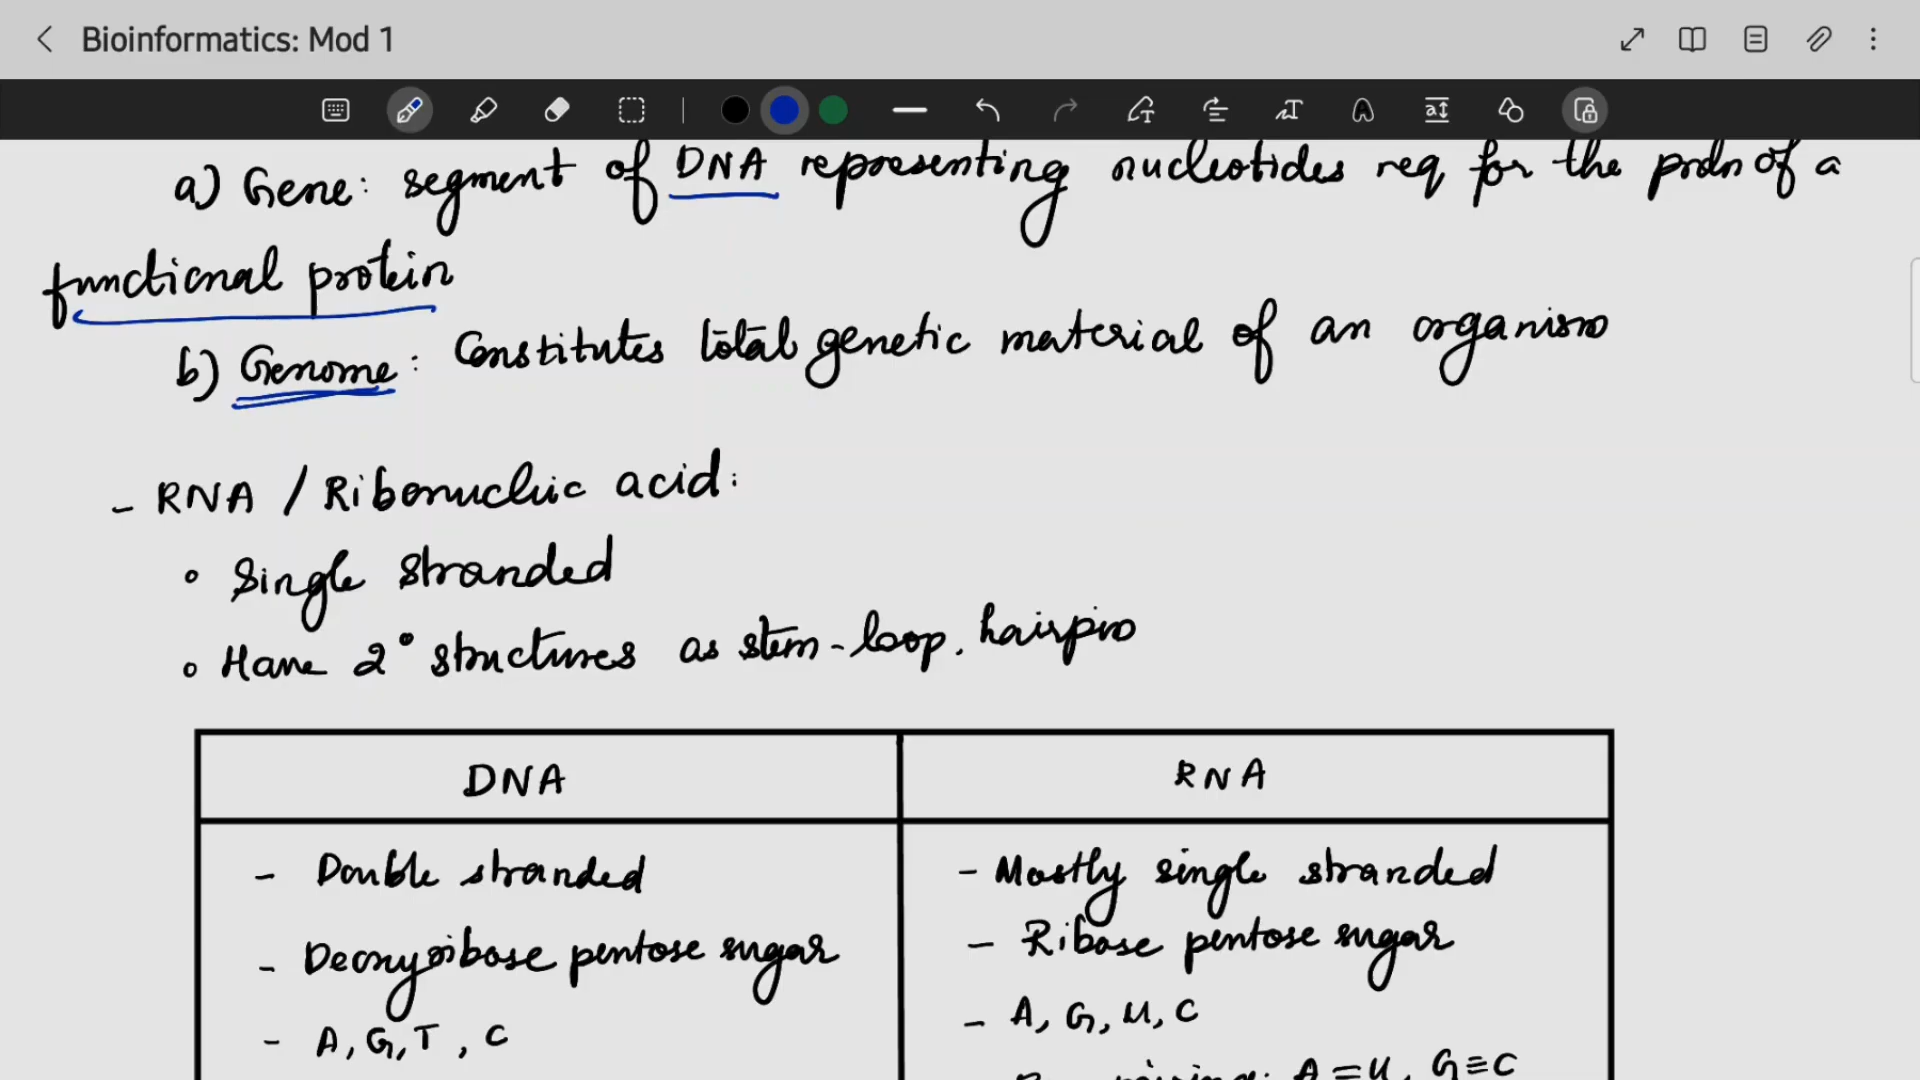 Bioinformatics: Mod 1
a) Gene: segment of DNA representing nucleotides req for the prodn of a
functional protein
b) Genome: Constitutes total genetic material of an organism
- RNA / Ribonucleic acid:
Single stranded
Have 2° structures as stem-loop, hairpin
DNA
RNA
- Double stranded
- Mostly single stranded
- Deoxyribose pentose sugar
- Ribose pentose sugar
- A, G, T, C
- A, G, U, C
pairing: A=U, G≡C